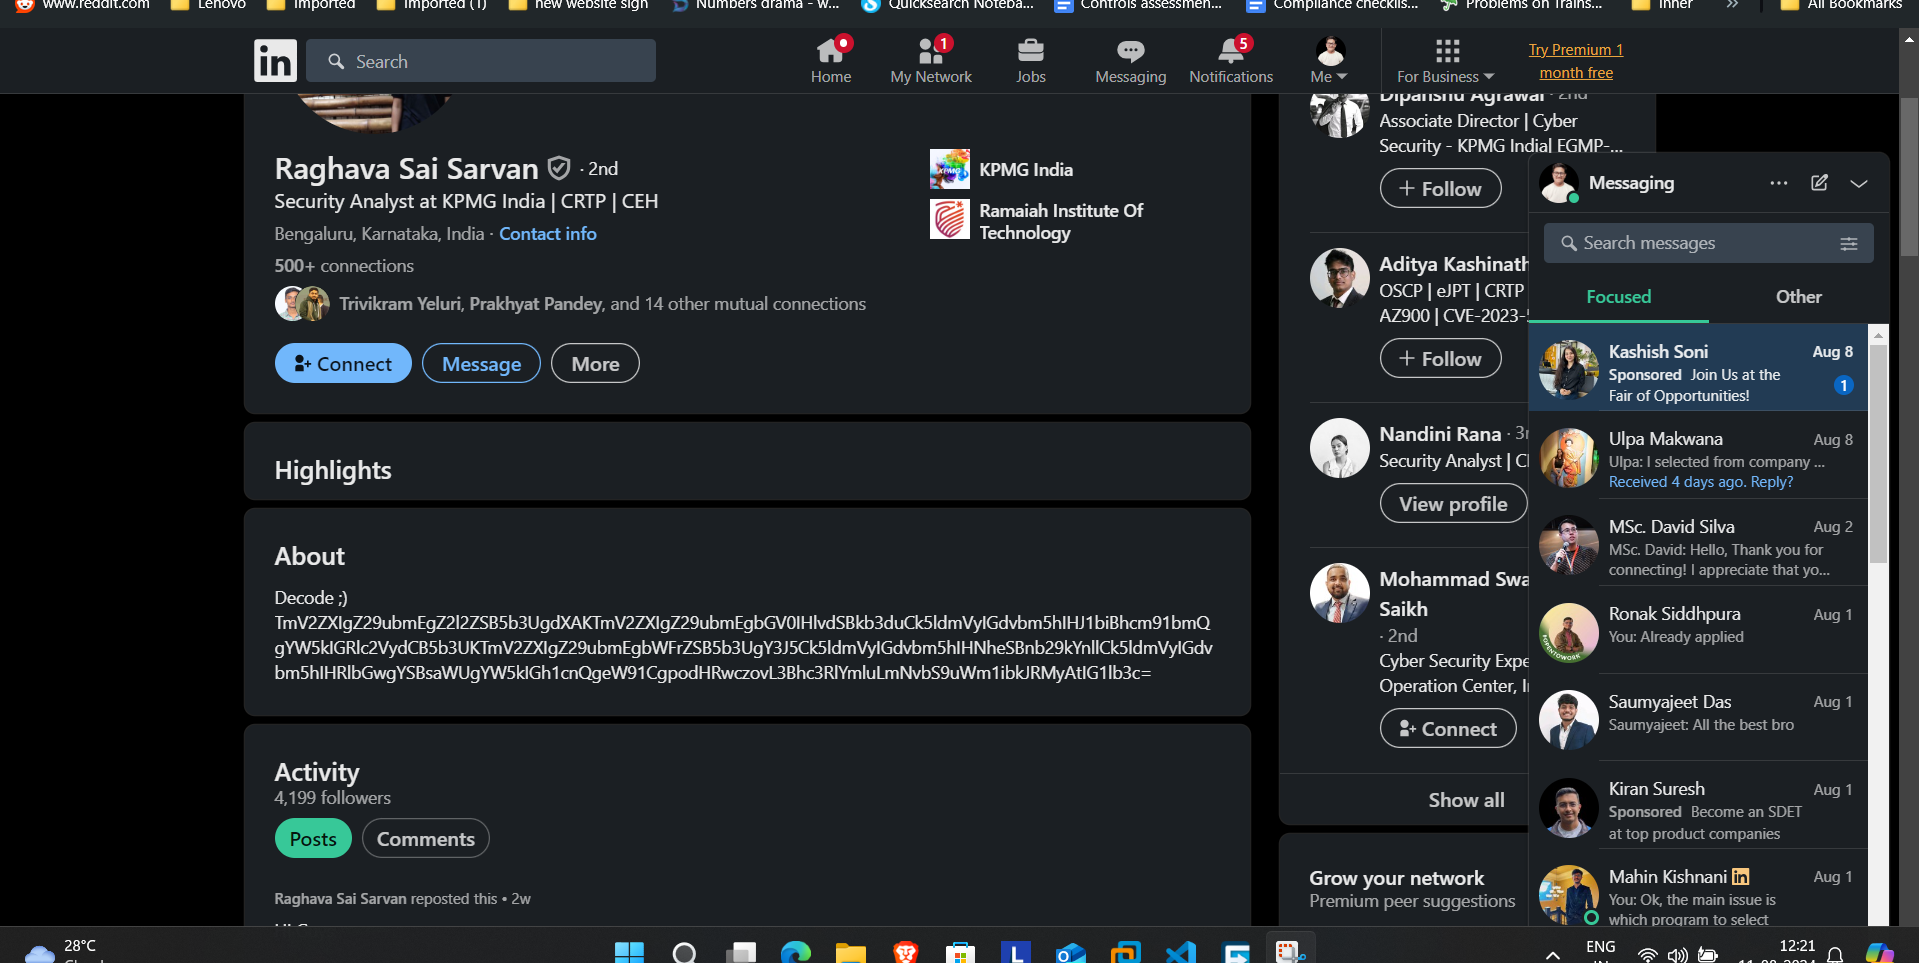 www.reddit.com
Lenovo
Imported
Imported (1)
new website sign
Numbers drama - w...
Quicksearch Noteba...
Controls assessmen...
Compliance checklis...
Problems on Trains...
Inner
»
All Bookmarks
in
Search
Home
1
My Network
Jobs
Messaging
5
Notifications
Me
For Business
Try Premium 1
month free
Raghava Sai Sarvan · 2nd
Security Analyst at KPMG India | CRTP | CEH
Bengaluru, Karnataka, India · Contact info
500+ connections
Trivikram Yeluri, Prakhyat Pandey, and 14 other mutual connections
Connect
Message
More
KPMG
KPMG India
Ramaiah Institute Of
Technology
Highlights
About
Decode ;)
TmV2ZXIgZ29ubmEgZ2l2ZSB5b3UgdXAKTmV2ZXIgZ29ubmEgbGV0IHlvdSBkb3duCk5ldmVyIGdvbm5hIHJ1biBhcm91bmQ
gYW5kIGRlc2VydCB5b3UKTmV2ZXIgZ29ubmEgbWFrZSB5b3UgY3J5Ck5ldmVyIGdvbm5hIHNheSBnb29kYnllCk5ldmVyIGdv
bm5hIHRlbGwgYSBsaWUgYW5kIGh1cnQgeW91CgpodHRwczovL3Bhc3RlYmluLmNvbS9uWm1ibkJRMyAtIG1lb3c=
Activity
4,199 followers
Posts
Comments
Raghava Sai Sarvan reposted this • 2w
Dipanshu Agrawal · 2nd
Associate Director | Cyber
Security - KPMG India| EGMP-...
+ Follow
Aditya Kashinath
OSCP | eJPT | CRTP
AZ900 | CVE-2023-
+ Follow
Nandini Rana · 3r
Security Analyst |
View profile
Mohammad Swa
Saikh
· 2nd
Cyber Security Expe
Operation Center, I
Connect
Show all
Grow your network
Premium peer suggestions
Messaging
Search messages
Focused
Other
Kashish Soni
Aug 8
Sponsored Join Us at the
Fair of Opportunities!
1
Ulpa Makwana
Aug 8
Ulpa: I selected from company ...
Received 4 days ago. Reply?
MSc. David Silva
Aug 2
MSc. David: Hello, Thank you for
connecting! I appreciate that yo...
Ronak Siddhpura
Aug 1
You: Already applied
#OPENTOWORK
Saumyajeet Das
Aug 1
Saumyajeet: All the best bro
Kiran Suresh
Aug 1
Sponsored Become an SDET
at top product companies
Mahin Kishnani in
Aug 1
You: Ok, the main issue is
which program to select
28°C
L
ENG
12:21